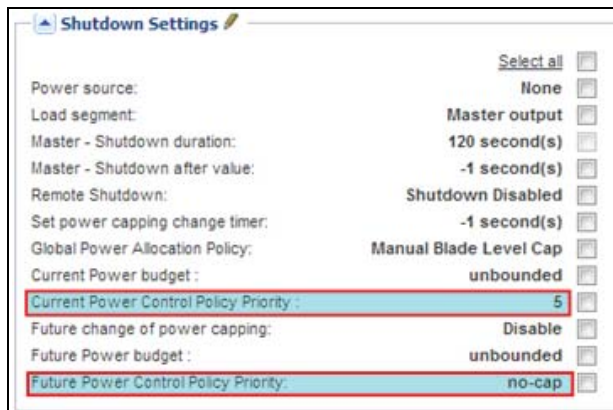 Shutdown Settings
Select all
Power source: None
Load segment: Master output
Master - Shutdown duration: 120 second(s)
Master - Shutdown after value: -1 second(s)
Remote Shutdown: Shutdown Disabled
Set power capping change timer: -1 second(s)
Global Power Allocation Policy: Manual Blade Level Cap
Current Power budget : unbounded
Current Power Control Policy Priority : 5
Future change of power capping: Disable
Future Power budget : unbounded
Future Power Control Policy Priority: no-cap